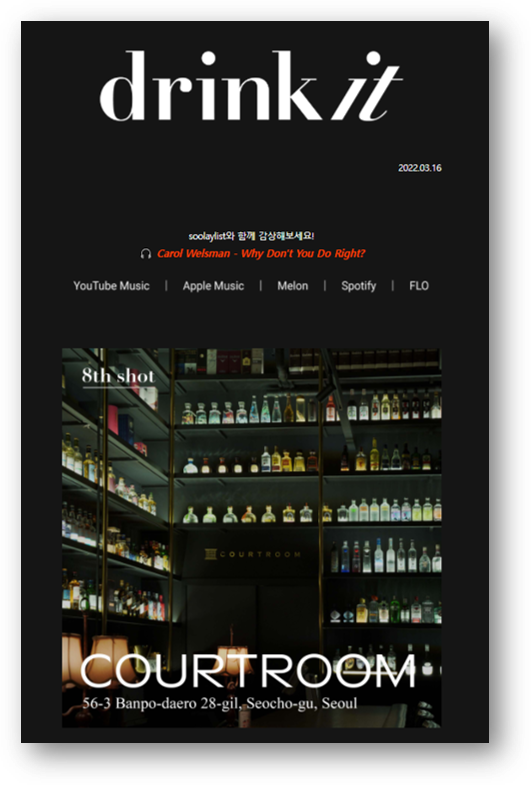 drink it
2022.03.16
soolaylist와 함께 감상해보세요!
Carol Welsman - Why Don't You Do Right?
YouTube Music | Apple Music | Melon | Spotify | FLO
8th shot
COURTROOM
COURTROOM
56-3 Banpo-daero 28-gil, Seocho-gu, Seoul